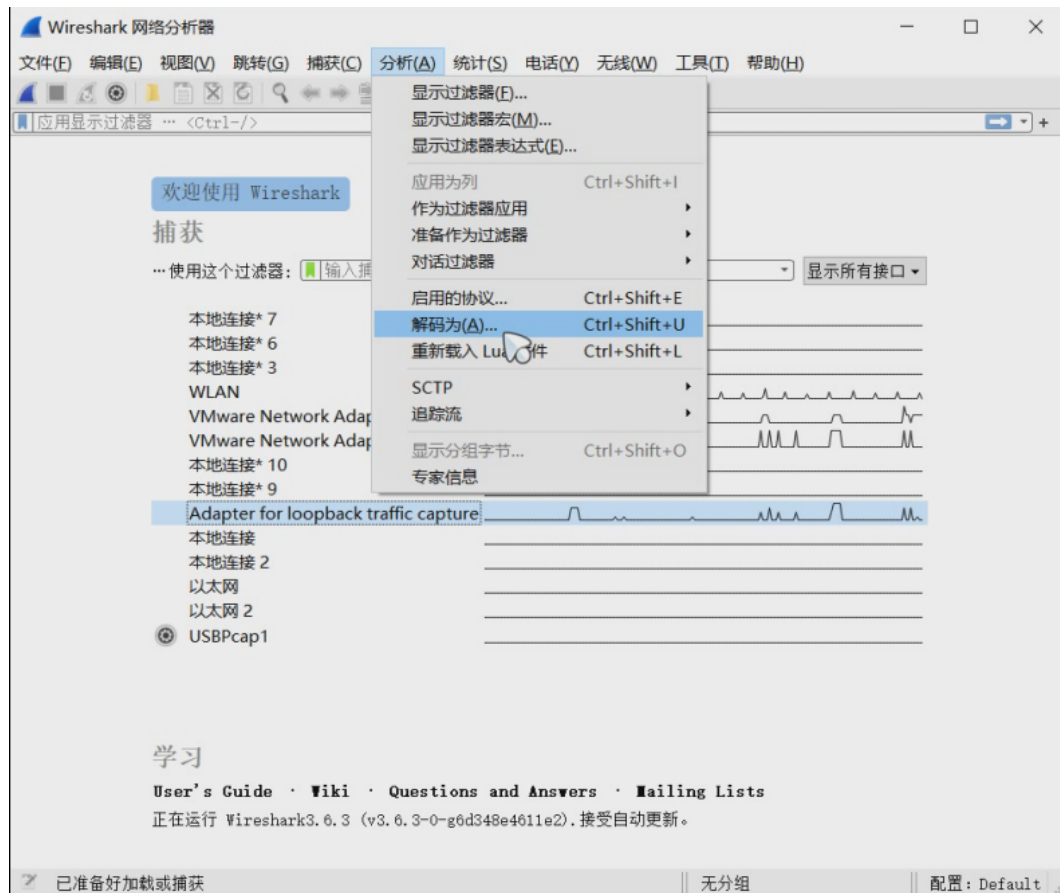 Wireshark 网络分析器
文件(F) 编辑(E) 视图(V) 跳转(G) 捕获(C) 分析(A) 统计(S) 电话(Y) 无线(W) 工具(T) 帮助(H)
应用显示过滤器 … <Ctrl-/>
+
显示过滤器(F)...
显示过滤器宏(M)...
显示过滤器表达式(E)...
应用为列 Ctrl+Shift+I
作为过滤器应用
准备作为过滤器
对话过滤器
启用的协议... Ctrl+Shift+E
解码为(A)... Ctrl+Shift+U
重新载入 Lua 件 Ctrl+Shift+L
SCTP
追踪流
显示分组字节... Ctrl+Shift+O
专家信息
欢迎使用 Wireshark
捕获
…使用这个过滤器: 输入 显示所有接口
本地连接* 7
本地连接* 6
本地连接* 3
WLAN
VMware Network Adap
VMware Network Adap
本地连接* 10
本地连接* 9
Adapter for loopback traffic capture
本地连接
本地连接 2
以太网
以太网 2
USBPcap1
学习
User's Guide · Wiki · Questions and Answers · Mailing Lists
正在运行 Wireshark3.6.3 (v3.6.3-0-g6d348e4611e2).接受自动更新。
已准备好加载或捕获 无分组 配置: Default